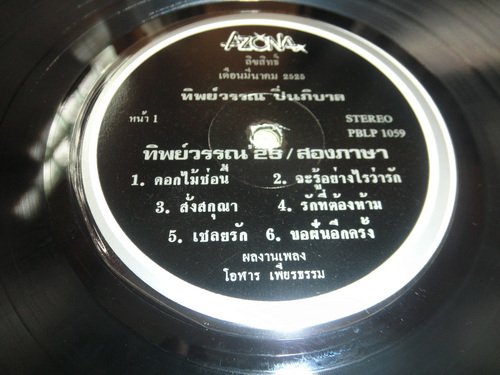 AZONA
ลิขสิทธิ์
เดือนมีนาคม 2525
ทิพย์วรรณ ปิ่นภิบาล
หน้า 1
STEREO
PBLP 1059
ทิพย์วรรณ '25/สองภาษา
1. ดอกไม้ช่อนี้ 2. จะรู้อย่างไรว่ารัก
3. สั่งสกุณา 4. รักที่ต้องห้าม
5. เชลยรัก 6. ขอฝันอีกครั้ง
ผลงานเพลง
โอฬาร เพียรธรรม